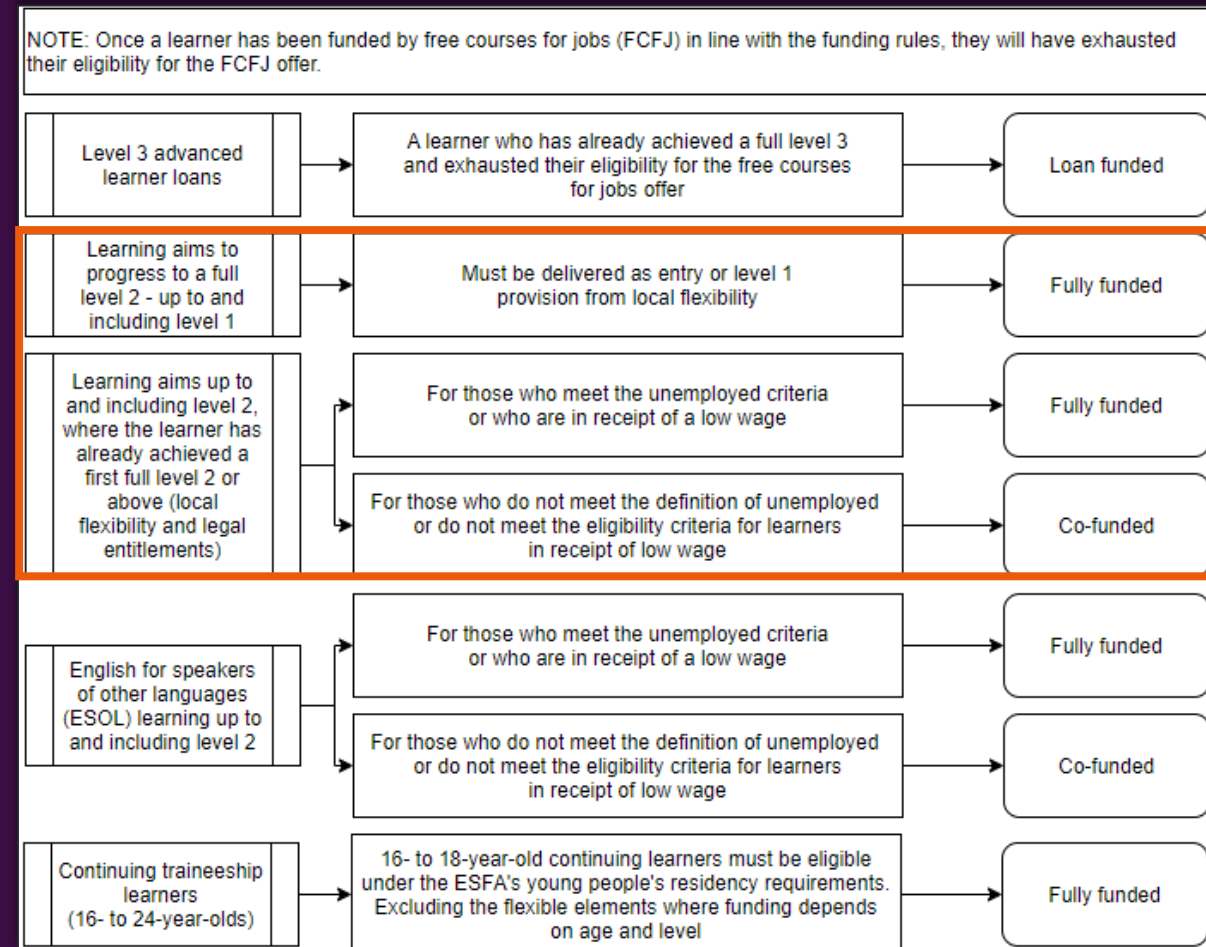 NOTE: Once a learner has been funded by free courses for jobs (FCFJ) in line with the funding rules, they will have exhausted
their eligibility for the FCFJ offer.
Level 3 advanced
learner loans
A learner who has already achieved a full level 3
and exhausted their eligibility for the free courses
for jobs offer
Loan funded
Learning aims to
progress to a full
level 2 - up to and
including level 1
Must be delivered as entry or level 1
provision from local flexibility
Fully funded
Learning aims up to
and including level 2,
where the learner has
already achieved a
first full level 2 or
above (local
flexibility and legal
entitlements)
For those who meet the unemployed criteria
or who are in receipt of a low wage
Fully funded
For those who do not meet the definition of unemployed
or do not meet the eligibility criteria for learners
in receipt of low wage
Co-funded
English for speakers
of other languages
(ESOL) learning up to
and including level 2
For those who meet the unemployed criteria
or who are in receipt of a low wage
Fully funded
For those who do not meet the definition of unemployed
or do not meet the eligibility criteria for learners
in receipt of low wage
Co-funded
Continuing traineeship
learners
(16- to 24-year-olds)
16- to 18-year-old continuing learners must be eligible
under the ESFA's young people's residency requirements.
Excluding the flexible elements where funding depends
on age and level
Fully funded